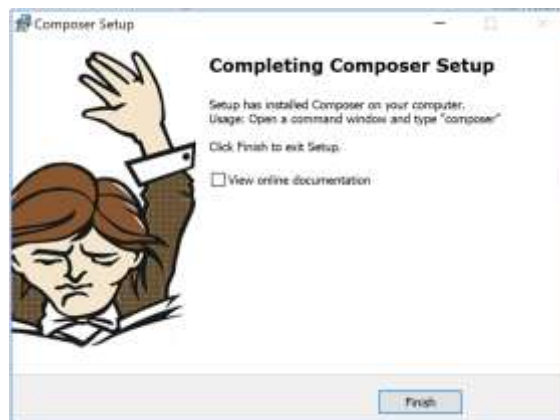 Composer Setup
Completing Composer Setup
Setup has installed Composer on your computer.
Usage: Open a command window and type "composer"
Click Finish to exit Setup.
View online documentation
Finish